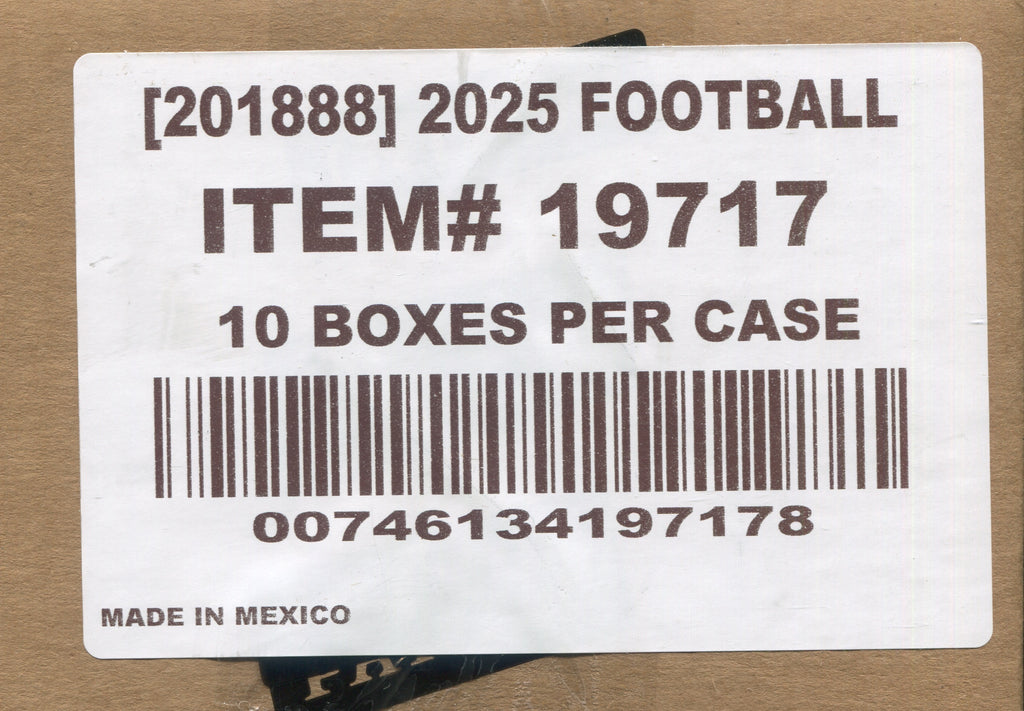 [201888] 2025 FOOTBALL
ITEM# 19717
10 BOXES PER CASE
00746134197178
MADE IN MEXICO